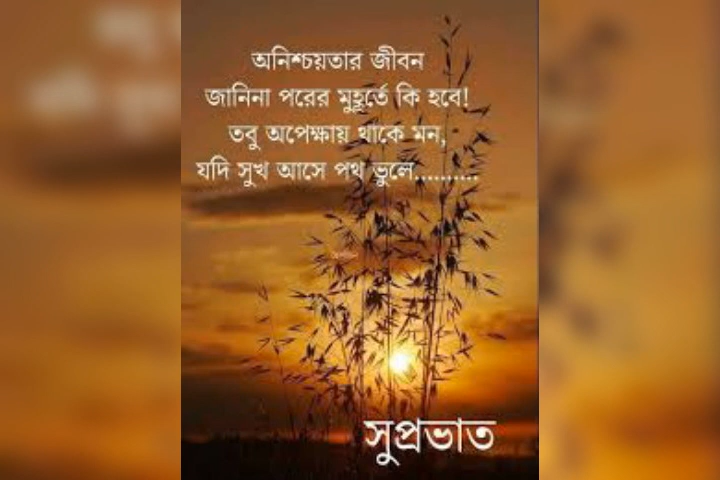 অনিশ্চয়তার জীবন
জানিনা পরের মুহূর্তে কি হবে!
তবু অপেক্ষায় থাকে মন,
যদি সুখ আসে পথ ভুলে..........
সুপ্রভাত